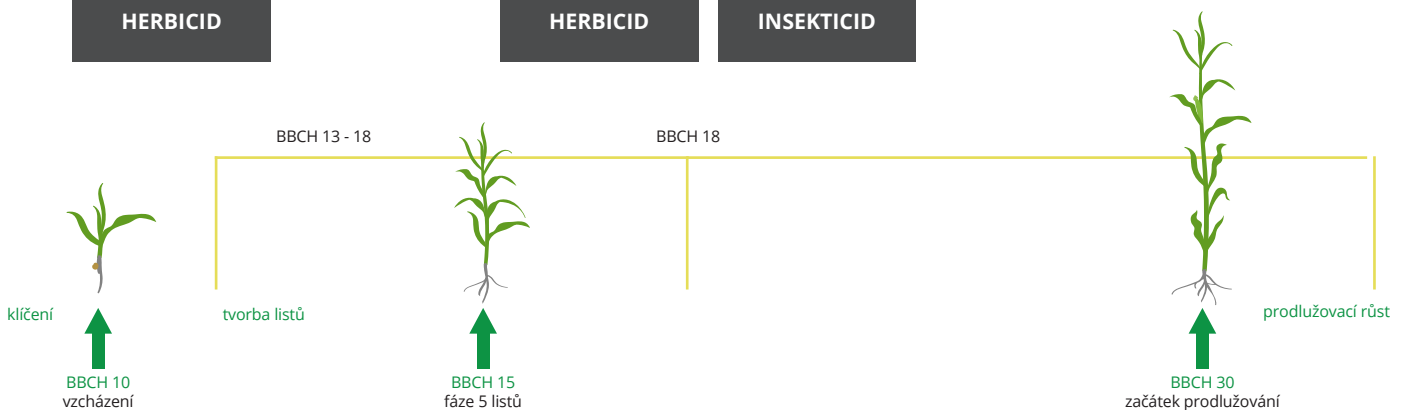 HERBICID
HERBICID
INSEKTICID
BBCH 13 - 18
BBCH 18
klíčení
tvorba listů
prodlužovací růst
BBCH 10
vzcházení
BBCH 15
fáze 5 listů
BBCH 30
začátek prodlužování